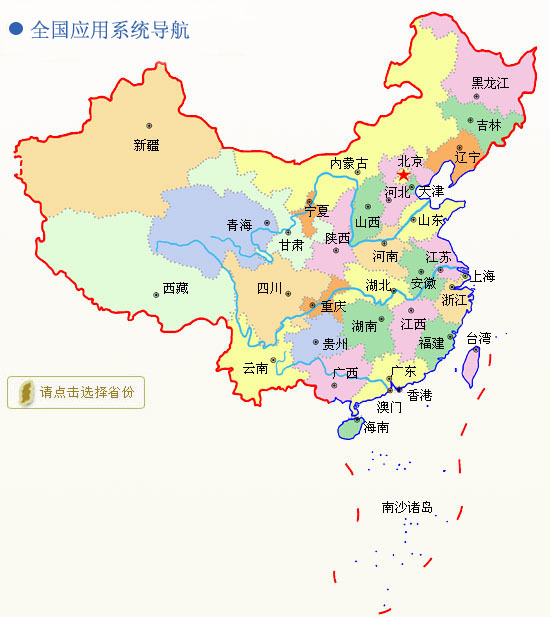 全国应用系统导航
黑龙江
吉林
新疆
辽宁
内蒙古
北京
天津
河北
宁夏
山西
山东
青海
甘肃
陕西
河南
江苏
西藏
四川
湖北
安徽
上海
重庆
浙江
湖南
江西
贵州
福建
台湾
云南
广西
广东
请点击选择省份
香港
澳门
海南
南沙诸岛